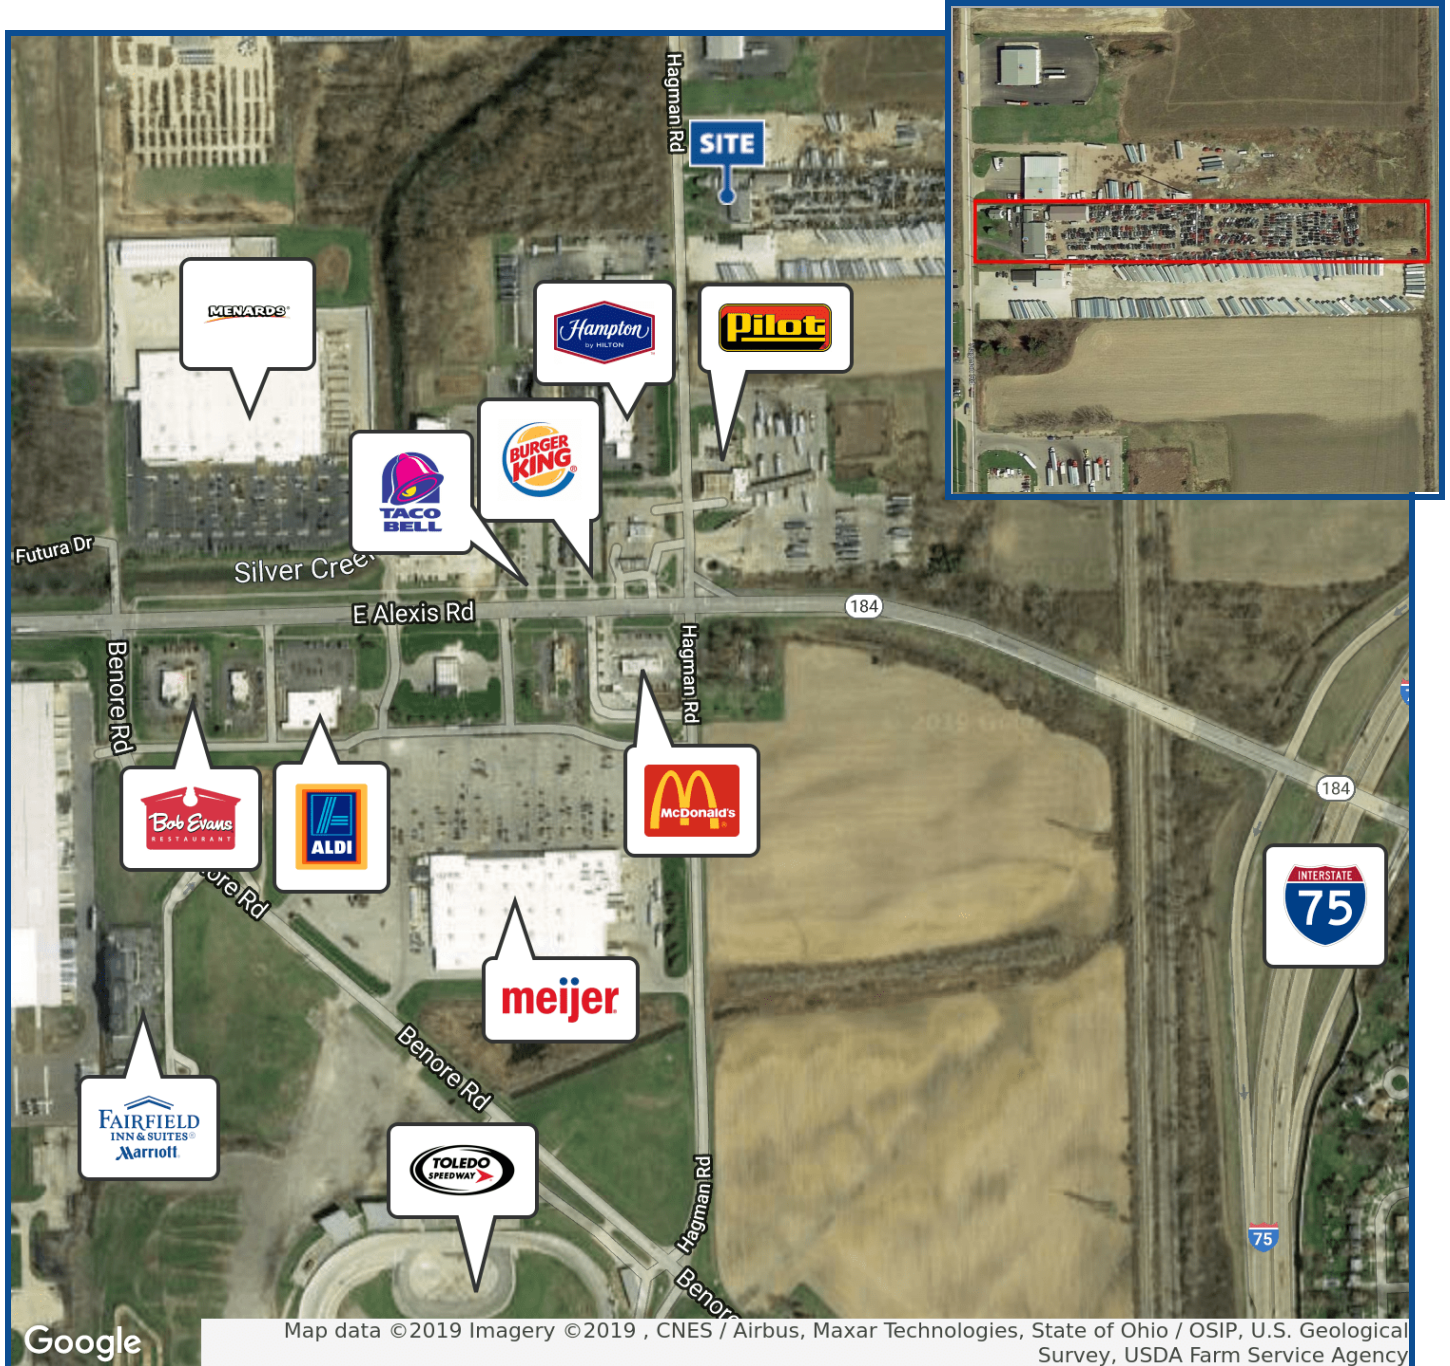 Hagman Rd
SITE
MENARDS®
Hampton
by HILTON
Pilot
BURGER
KING®
TACO
BELL
Futura Dr
Silver Creek
E Alexis Rd
184
Benore Rd
Hagman Rd
184
Bob Evans
RESTAURANT
ALDI
McDonald's
INTERSTATE
75
ore Rd
meijer
Benore Rd
FAIRFIELD
INN & SUITES®
Marriott
TOLEDO
SPEEDWAY
Hagman Rd
75
Benore
Google
Map data ©2019 Imagery ©2019 , CNES / Airbus, Maxar Technologies, State of Ohio / OSIP, U.S. Geological
Survey, USDA Farm Service Agency